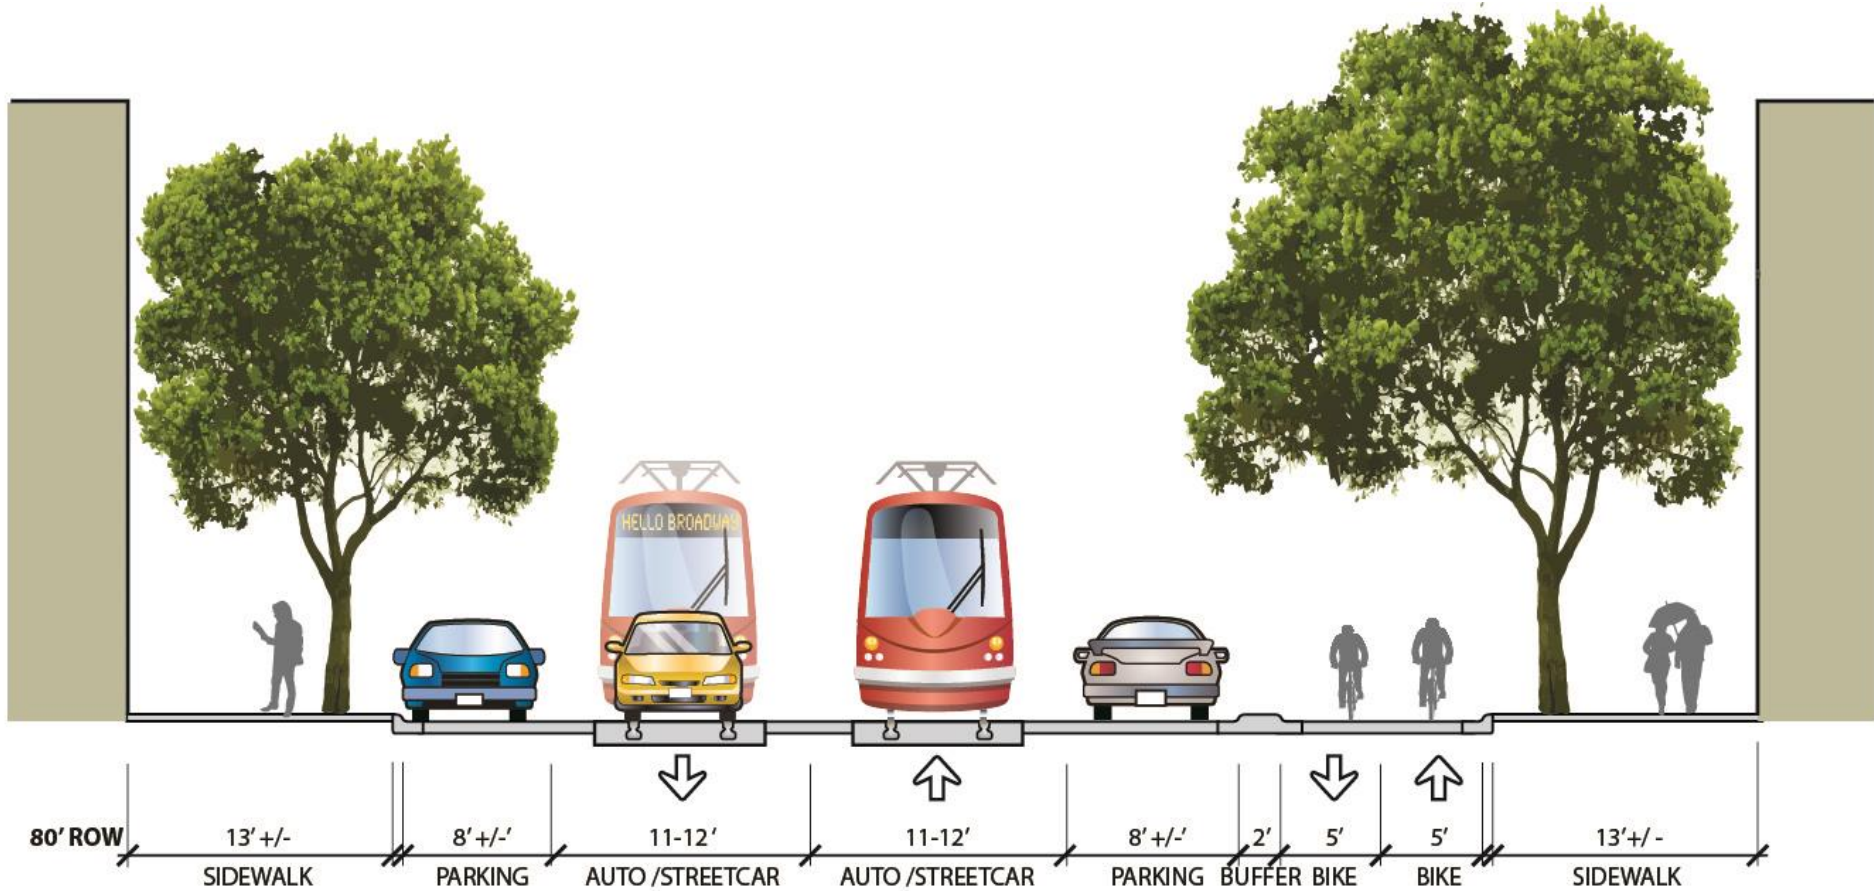 HELLO BROADWAY
80' ROW 13'+/- 8'+/-' 11-12' 11-12' 8'+/-' 2' 5' 5' 13'+/-
SIDEWALK PARKING AUTO /STREETCAR AUTO /STREETCAR PARKING BUFFER BIKE BIKE SIDEWALK